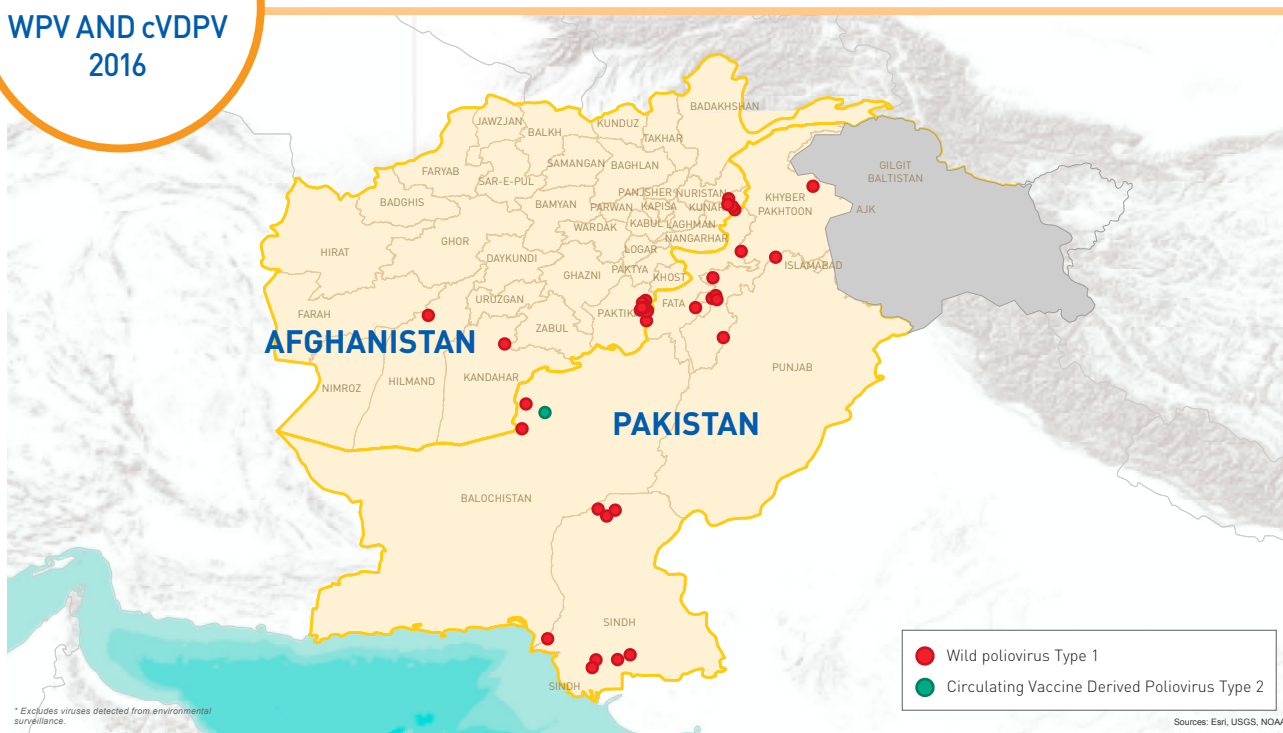 WPV AND cVDPV
2016
BADAKHSHAN
JAWZJAN
KUNDUZ
BALKH
TAKHAR
FARYAB
SAMANGAN
BAGHLAN
GILGIT
BALTISTAN
SAR-E-PUL
PANJSHER
NURISTAN
KHYBER
PAKHTOON
BADGHIS
BAMYAN
PARWAN
KAPISA
KUNAR
AJK
WARDAK
KABUL
LAGHMAN
NANGARHAR
HIRAT
GHOR
LOGAR
DAYKUNDI
GHAZNI
PAKTYA
KHOST
ISLAMABAD
URUZGAN
FATA
FARAH
ZABUL
PAKTIKA
AFGHANISTAN
PUNJAB
NIMROZ
HILMAND
KANDAHAR
PAKISTAN
BALOCHISTAN
SINDH
SINDH
Wild poliovirus Type 1
Circulating Vaccine Derived Poliovirus Type 2
* Excludes viruses detected from environmental
surveillance.
Sources: Esri, USGS, NOAA